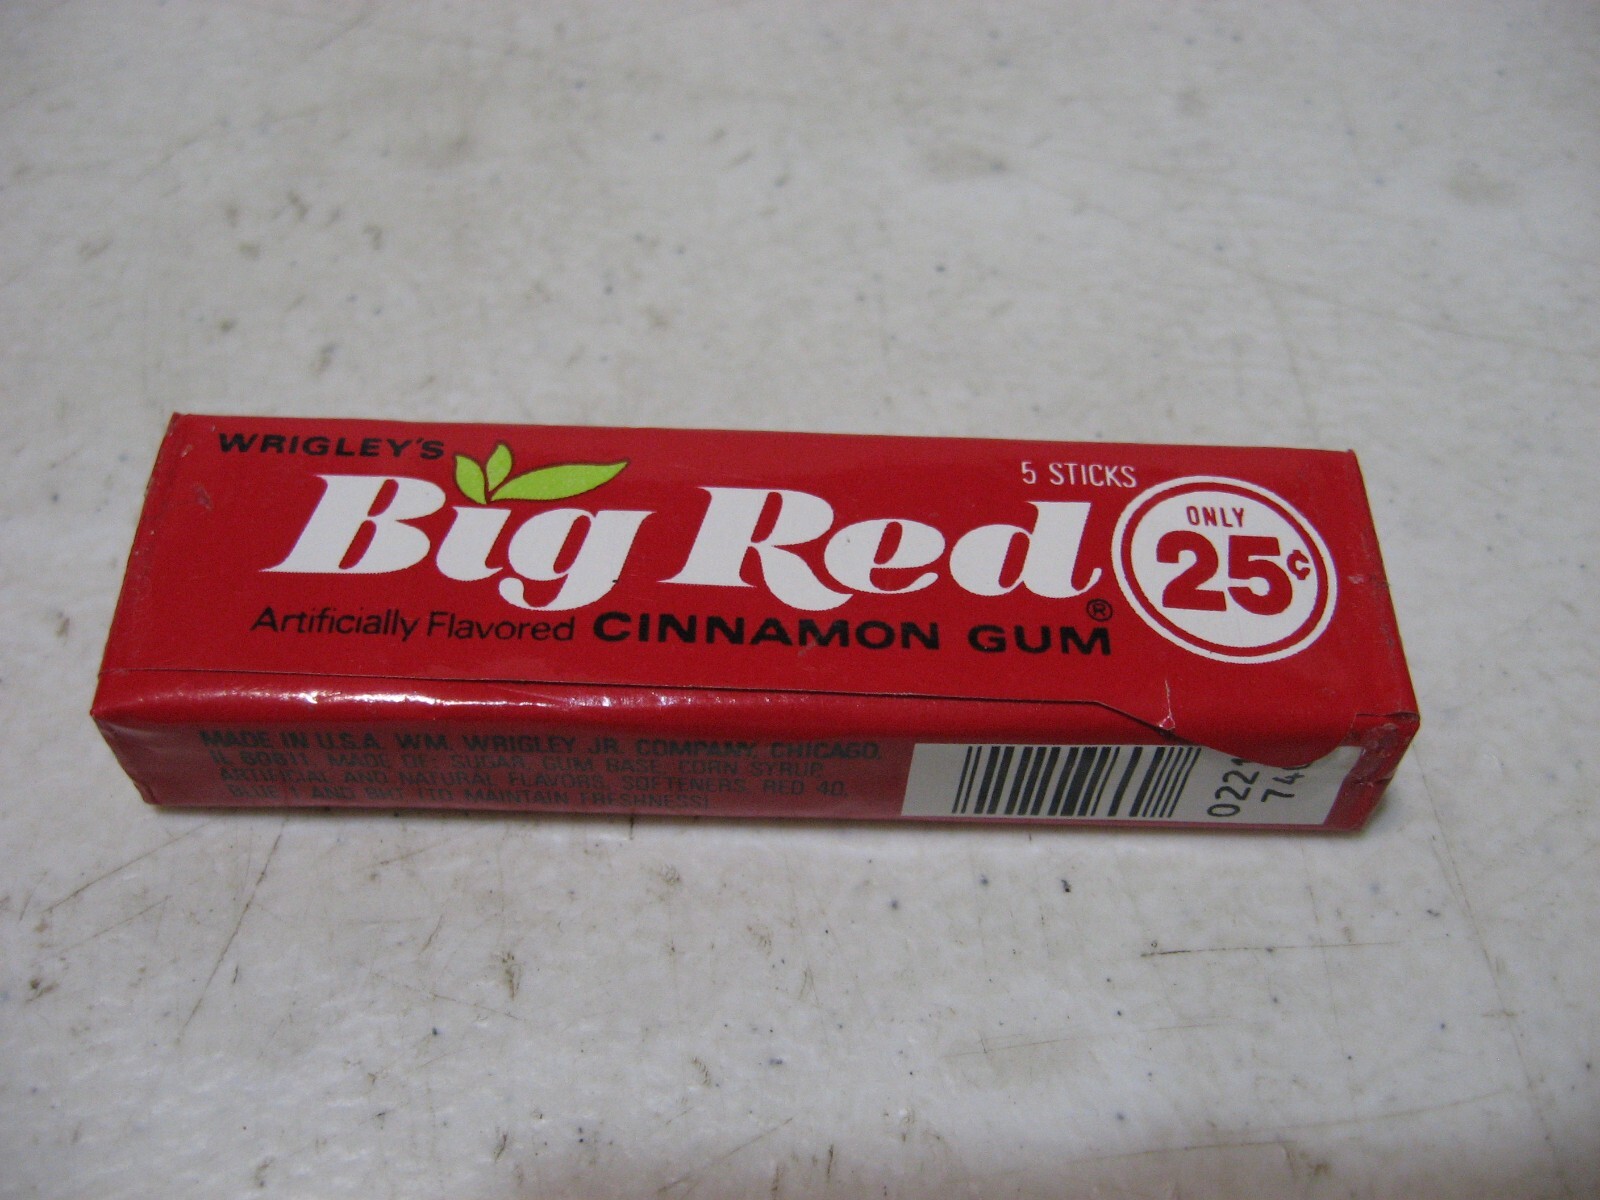 WRIGLEY'S
Big Red
5 STICKS
ONLY
25¢
Artificially Flavored CINNAMON GUM
®
MADE IN U.S.A. WM. WRIGLEY JR. COMPANY, CHICAGO,
IL 60611 MADE OF: SUGAR, GUM BASE, CORN SYRUP,
ARTIFICIAL AND NATURAL FLAVORS, SOFTENERS, RED 40,
BLUE 1 AND BHT (TO MAINTAIN FRESHNESS)
022
74